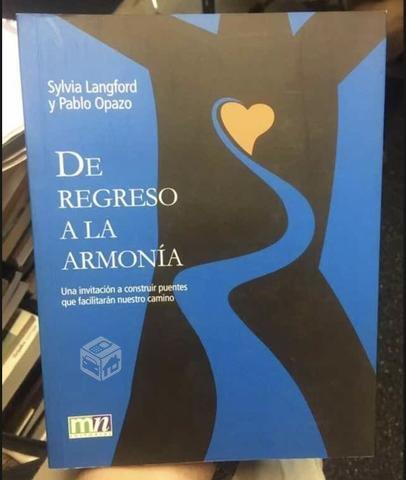 Sylvia Langford
y Pablo Opazo
DE
REGRESO
A LA
ARMONÍA
Una invitación a construir puentes
que facilitarán nuestro camino
mn